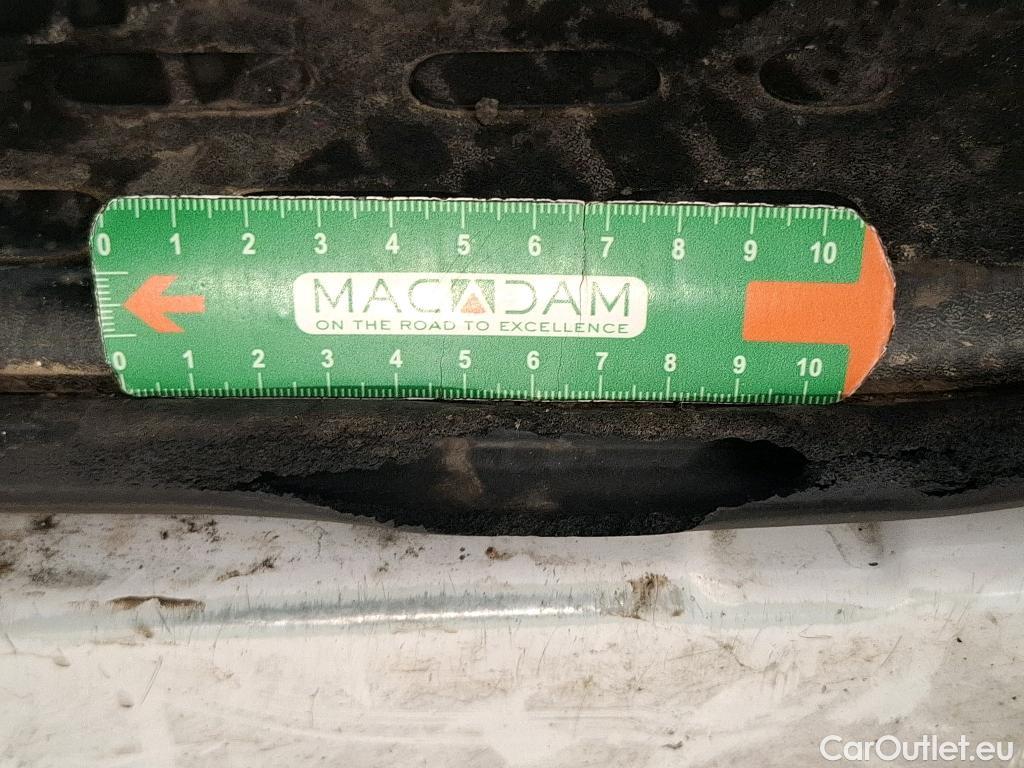 0 1 2 3 4 5 6 7 8 9 10
MACADAM
ON THE ROAD TO EXCELLENCE
0 1 2 3 4 5 6 7 8 9 10
CarOutlet.eu